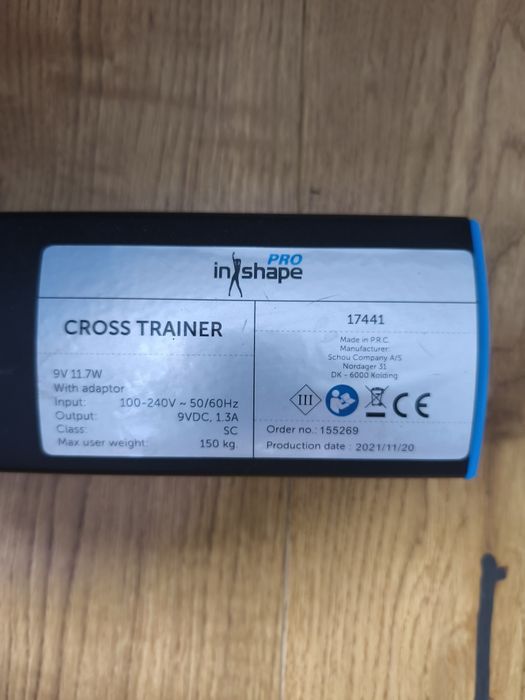 inshape PRO
CROSS TRAINER
9V 11.7W
With adaptor
Input: 100-240V ~ 50/60Hz
Output: 9VDC, 1.3A
Class: SC
Max user weight: 150 kg
17441
Made in P.R.C.
Manufacturer:
Schou Company A/S
Nordager 31
DK - 6000 Kolding
III
CE
Order no.: 155269
Production date : 2021/11/20